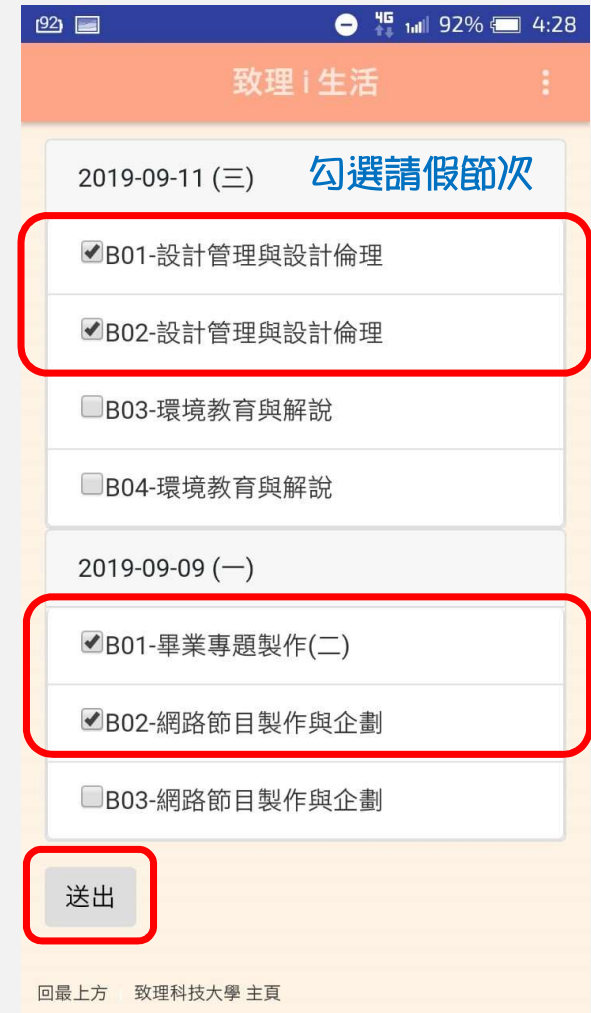 92 4G 92% 4:28
致理 i 生活
2019-09-11 (三) 勾選請假節次
B01-設計管理與設計倫理
B02-設計管理與設計倫理
B03-環境教育與解說
B04-環境教育與解說
2019-09-09 (一)
B01-畢業專題製作(二)
B02-網路節目製作與企劃
B03-網路節目製作與企劃
送出
回最上方 致理科技大學 主頁